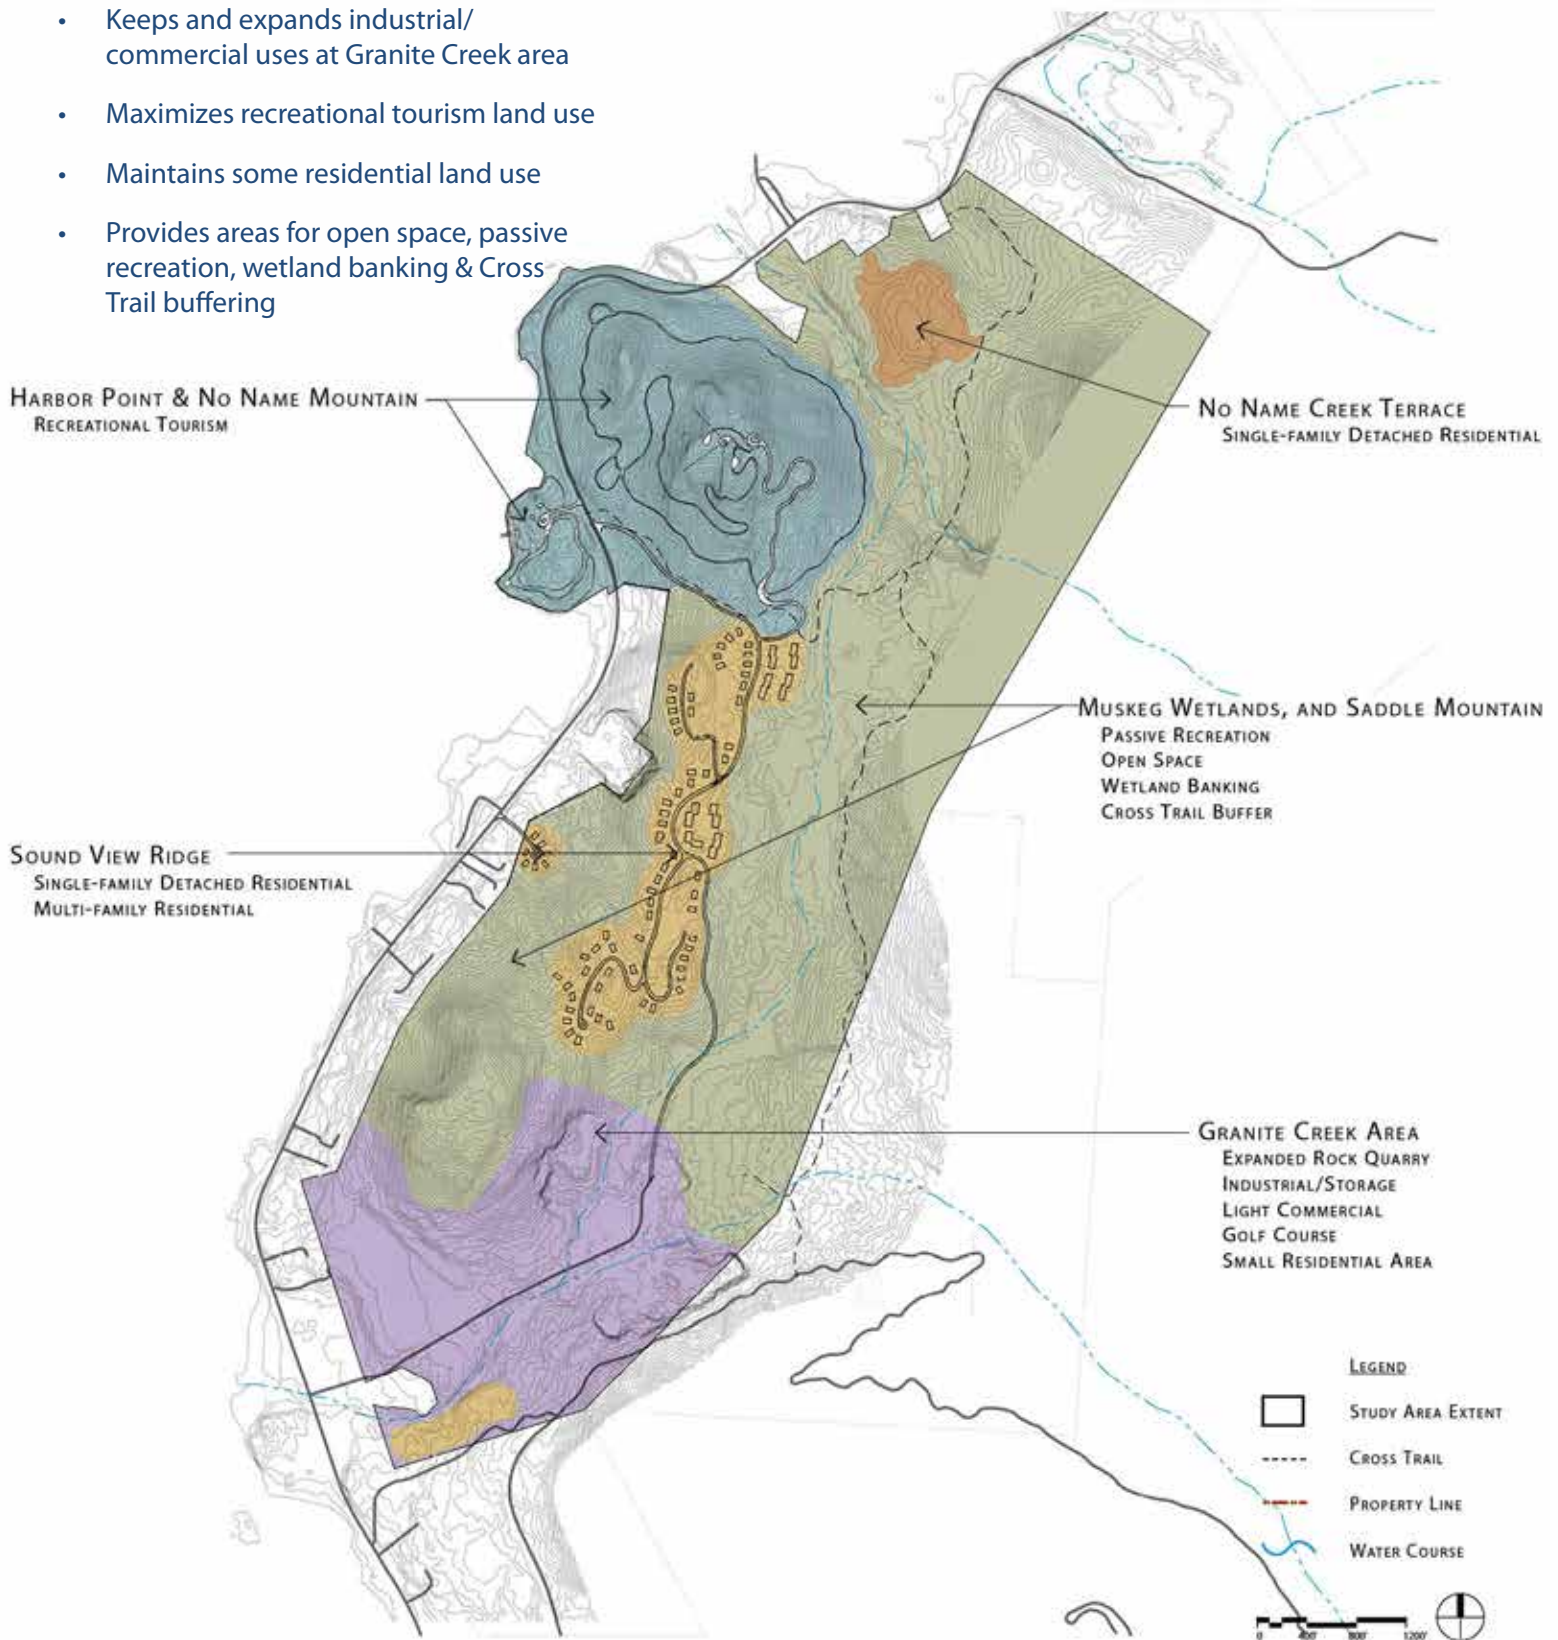 • Keeps and expands industrial/
commercial uses at Granite Creek area
• Maximizes recreational tourism land use
• Maintains some residential land use
• Provides areas for open space, passive
recreation, wetland banking & Cross
Trail buffering
Harbor Point & No Name Mountain
Recreational Tourism
No Name Creek Terrace
Single-family Detached Residential
Muskeg Wetlands, and Saddle Mountain
Passive Recreation
Open Space
Wetland Banking
Cross Trail Buffer
Sound View Ridge
Single-family Detached Residential
Multi-family Residential
Granite Creek Area
Expanded Rock Quarry
Industrial/Storage
Light Commercial
Golf Course
Small Residential Area
Legend
Study Area Extent
Cross Trail
Property Line
Water Course
0 400' 800' 1200'